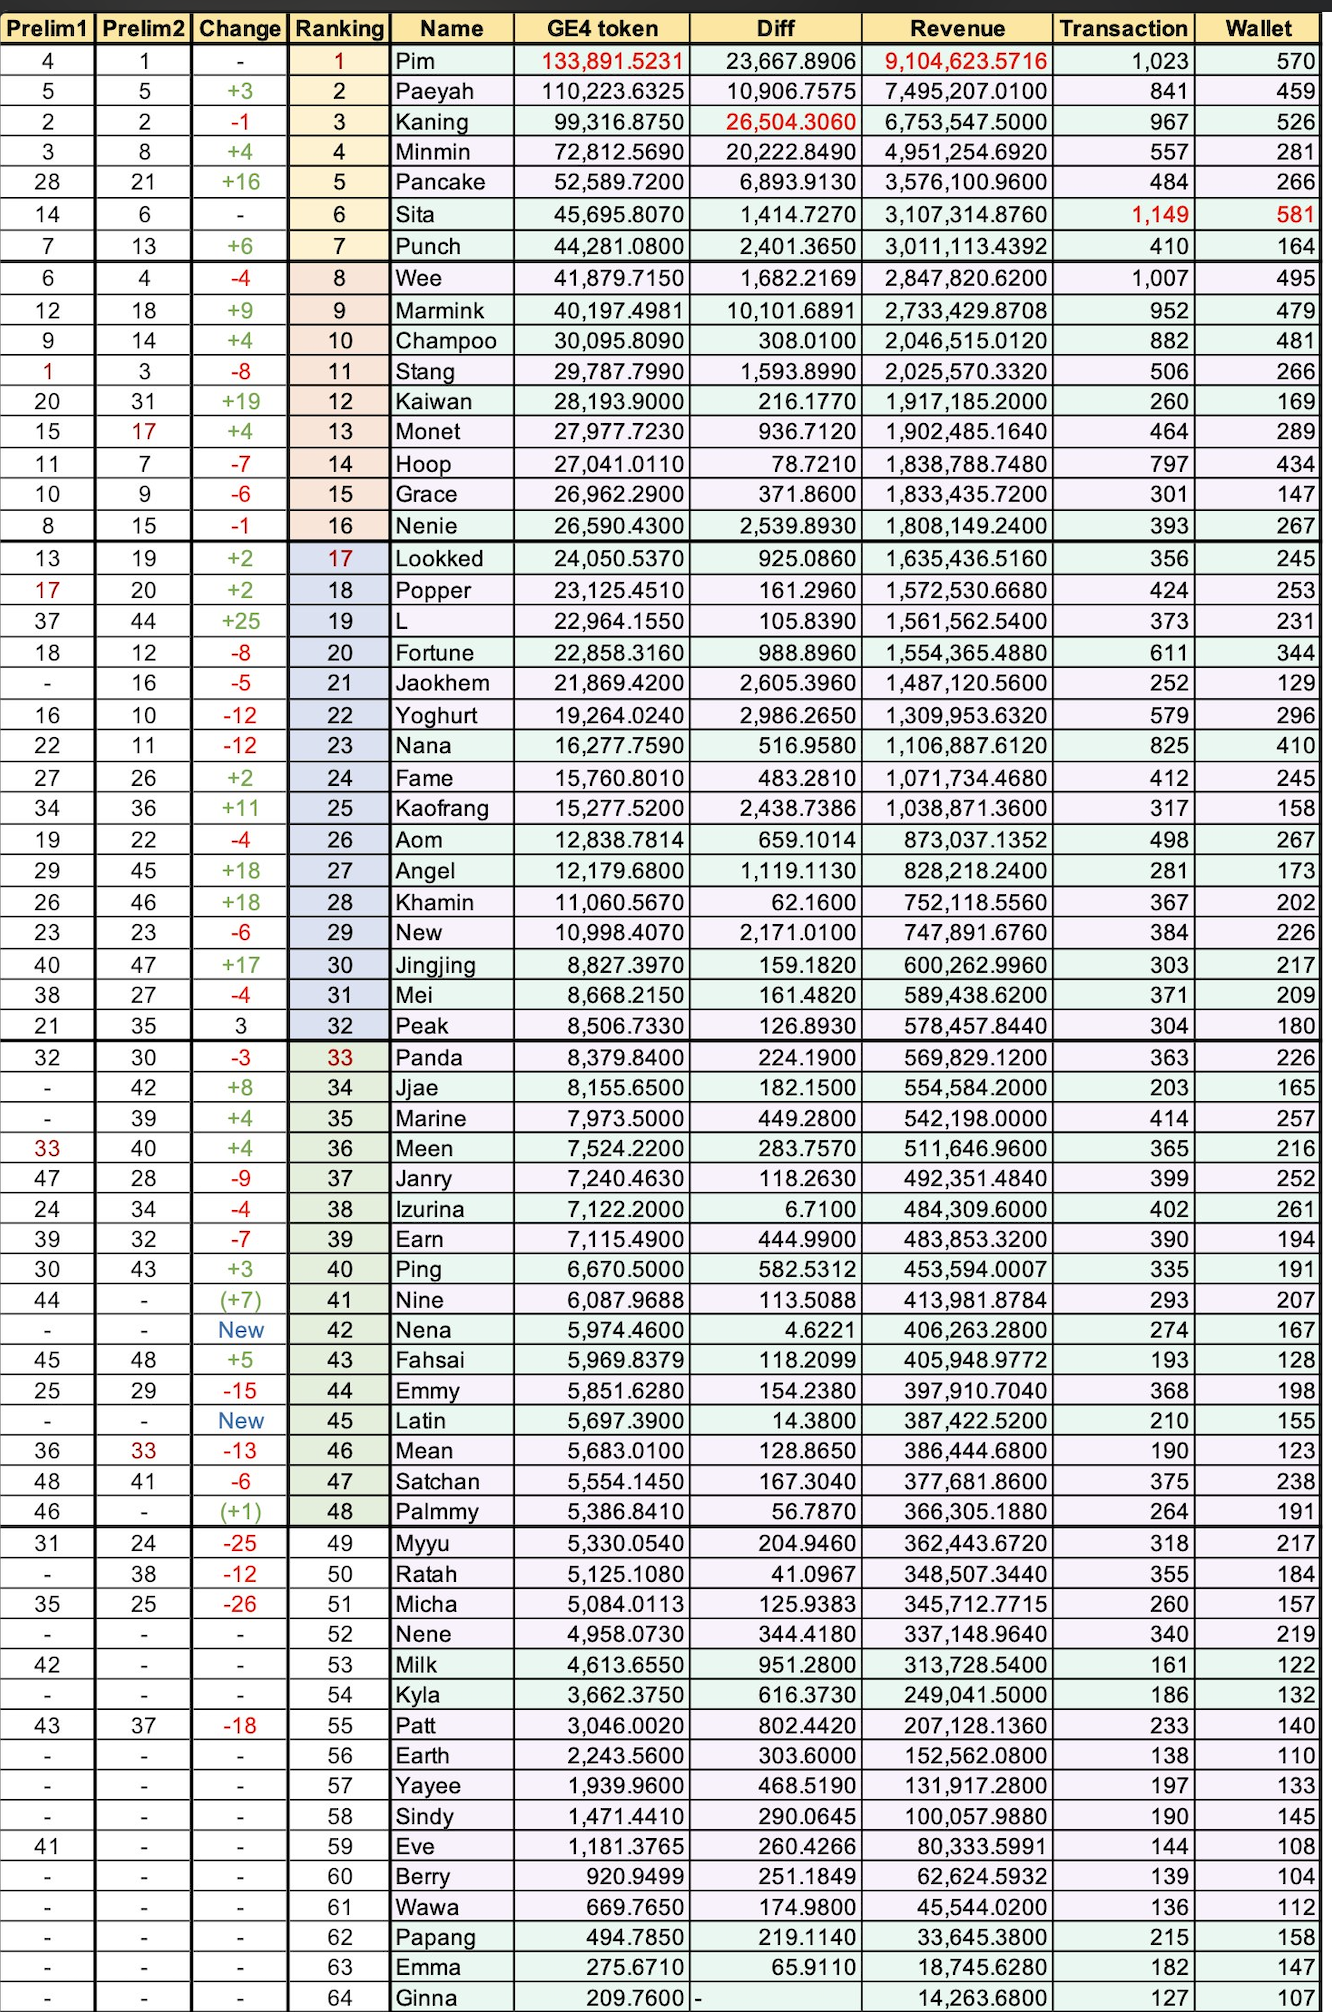 Prelim1 Prelim2 Change Ranking Name GE4 token Diff Revenue Transaction Wallet
4 1 - 1 Pim 133,891.5231 23,667.8906 9,104,623.5716 1,023 570
5 5 +3 2 Paeyah 110,223.6325 10,906.7575 7,495,207.0100 841 459
2 2 -1 3 Kaning 99,316.8750 26,504.3060 6,753,547.5000 967 526
3 8 +4 4 Minmin 72,812.5690 20,222.8490 4,951,254.6920 557 281
28 21 +16 5 Pancake 52,589.7200 6,893.9130 3,576,100.9600 484 266
14 6 - 6 Sita 45,695.8070 1,414.7270 3,107,314.8760 1,149 581
7 13 +6 7 Punch 44,281.0800 2,401.3650 3,011,113.4392 410 164
6 4 -4 8 Wee 41,879.7150 1,682.2169 2,847,820.6200 1,007 495
12 18 +9 9 Marmink 40,197.4981 10,101.6891 2,733,429.8708 952 479
9 14 +4 10 Champoo 30,095.8090 308.0100 2,046,515.0120 882 481
1 3 -8 11 Stang 29,787.7990 1,593.8990 2,025,570.3320 506 266
20 31 +19 12 Kaiwan 28,193.9000 216.1770 1,917,185.2000 260 169
15 17 +4 13 Monet 27,977.7230 936.7120 1,902,485.1640 464 289
11 7 -7 14 Hoop 27,041.0110 78.7210 1,838,788.7480 797 434
10 9 -6 15 Grace 26,962.2900 371.8600 1,833,435.7200 301 147
8 15 -1 16 Nenie 26,590.4300 2,539.8930 1,808,149.2400 393 267
13 19 +2 17 Lookked 24,050.5370 925.0860 1,635,436.5160 356 245
17 20 +2 18 Popper 23,125.4510 161.2960 1,572,530.6680 424 253
37 44 +25 19 L 22,964.1550 105.8390 1,561,562.5400 373 231
18 12 -8 20 Fortune 22,858.3160 988.8960 1,554,365.4880 611 344
- 16 -5 21 Jaokhem 21,869.4200 2,605.3960 1,487,120.5600 252 129
16 10 -12 22 Yoghurt 19,264.0240 2,986.2650 1,309,953.6320 579 296
22 11 -12 23 Nana 16,277.7590 516.9580 1,106,887.6120 825 410
27 26 +2 24 Fame 15,760.8010 483.2810 1,071,734.4680 412 245
34 36 +11 25 Kaofrang 15,277.5200 2,438.7386 1,038,871.3600 317 158
19 22 -4 26 Aom 12,838.7814 659.1014 873,037.1352 498 267
29 45 +18 27 Angel 12,179.6800 1,119.1130 828,218.2400 281 173
26 46 +18 28 Khamin 11,060.5670 62.1600 752,118.5560 367 202
23 23 -6 29 New 10,998.4070 2,171.0100 747,891.6760 384 226
40 47 +17 30 Jingjing 8,827.3970 159.1820 600,262.9960 303 217
38 27 -4 31 Mei 8,668.2150 161.4820 589,438.6200 371 209
21 35 3 32 Peak 8,506.7330 126.8930 578,457.8440 304 180
32 30 -3 33 Panda 8,379.8400 224.1900 569,829.1200 363 226
- 42 +8 34 Jjae 8,155.6500 182.1500 554,584.2000 203 165
- 39 +4 35 Marine 7,973.5000 449.2800 542,198.0000 414 257
33 40 +4 36 Meen 7,524.2200 283.7570 511,646.9600 365 216
47 28 -9 37 Janry 7,240.4630 118.2630 492,351.4840 399 252
24 34 -4 38 Izurina 7,122.2000 6.7100 484,309.6000 402 261
39 32 -7 39 Earn 7,115.4900 444.9900 483,853.3200 390 194
30 43 +3 40 Ping 6,670.5000 582.5312 453,594.0007 335 191
44 - (+7) 41 Nine 6,087.9688 113.5088 413,981.8784 293 207
- - New 42 Nena 5,974.4600 4.6221 406,263.2800 274 167
45 48 +5 43 Fahsai 5,969.8379 118.2099 405,948.9772 193 128
25 29 -15 44 Emmy 5,851.6280 154.2380 397,910.7040 368 198
- - New 45 Latin 5,697.3900 14.3800 387,422.5200 210 155
36 33 -13 46 Mean 5,683.0100 128.8650 386,444.6800 190 123
48 41 -6 47 Satchan 5,554.1450 167.3040 377,681.8600 375 238
46 - (+1) 48 Palmmy 5,386.8410 56.7870 366,305.1880 264 191
31 24 -25 49 Myyu 5,330.0540 204.9460 362,443.6720 318 217
- 38 -12 50 Ratah 5,125.1080 41.0967 348,507.3440 355 184
35 25 -26 51 Micha 5,084.0113 125.9383 345,712.7715 260 157
- - - 52 Nene 4,958.0730 344.4180 337,148.9640 340 219
42 - - 53 Milk 4,613.6550 951.2800 313,728.5400 161 122
- - - 54 Kyla 3,662.3750 616.3730 249,041.5000 186 132
43 37 -18 55 Patt 3,046.0020 802.4420 207,128.1360 233 140
- - - 56 Earth 2,243.5600 303.6000 152,562.0800 138 110
- - - 57 Yayee 1,939.9600 468.5190 131,917.2800 197 133
- - - 58 Sindy 1,471.4410 290.0645 100,057.9880 190 145
41 - - 59 Eve 1,181.3765 260.4266 80,333.5991 144 108
- - - 60 Berry 920.9499 251.1849 62,624.5932 139 104
- - - 61 Wawa 669.7650 174.9800 45,544.0200 136 112
- - - 62 Papang 494.7850 219.1140 33,645.3800 215 158
- - - 63 Emma 275.6710 65.9110 18,745.6280 182 147
- - - 64 Ginna 209.7600 - 14,263.6800 127 107